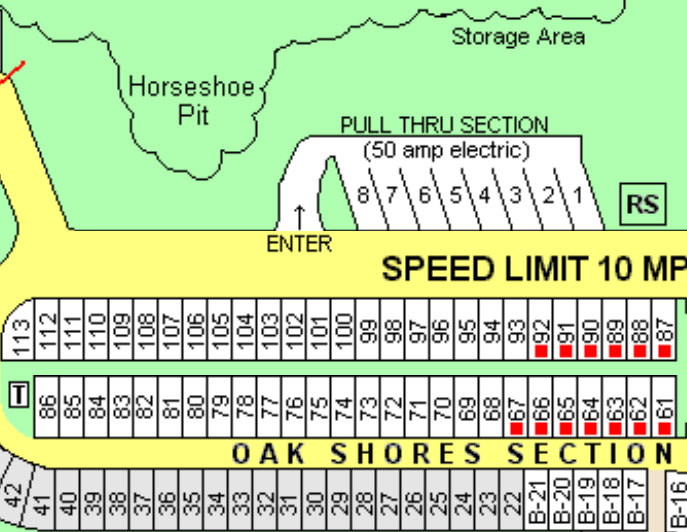 Storage Area
Horseshoe
Pit
PULL THRU SECTION
(50 amp electric)
8 7 6 5 4 3 2 1
RS
ENTER
SPEED LIMIT 10 MP
113 112 111 110 109 108 107 106 105 104 103 102 101 100 99 98 97 96 95 94 93 92 91 90 89 88 87
T 86 85 84 83 82 81 80 79 78 77 76 75 74 73 72 71 70 69 68 67 66 65 64 63 62 61
OAK SHORES SECTION
42 41 40 39 38 37 36 35 34 33 32 31 30 29 28 27 26 25 24 23 22 B-21 B-20 B-19 B-18 B-17 B-16